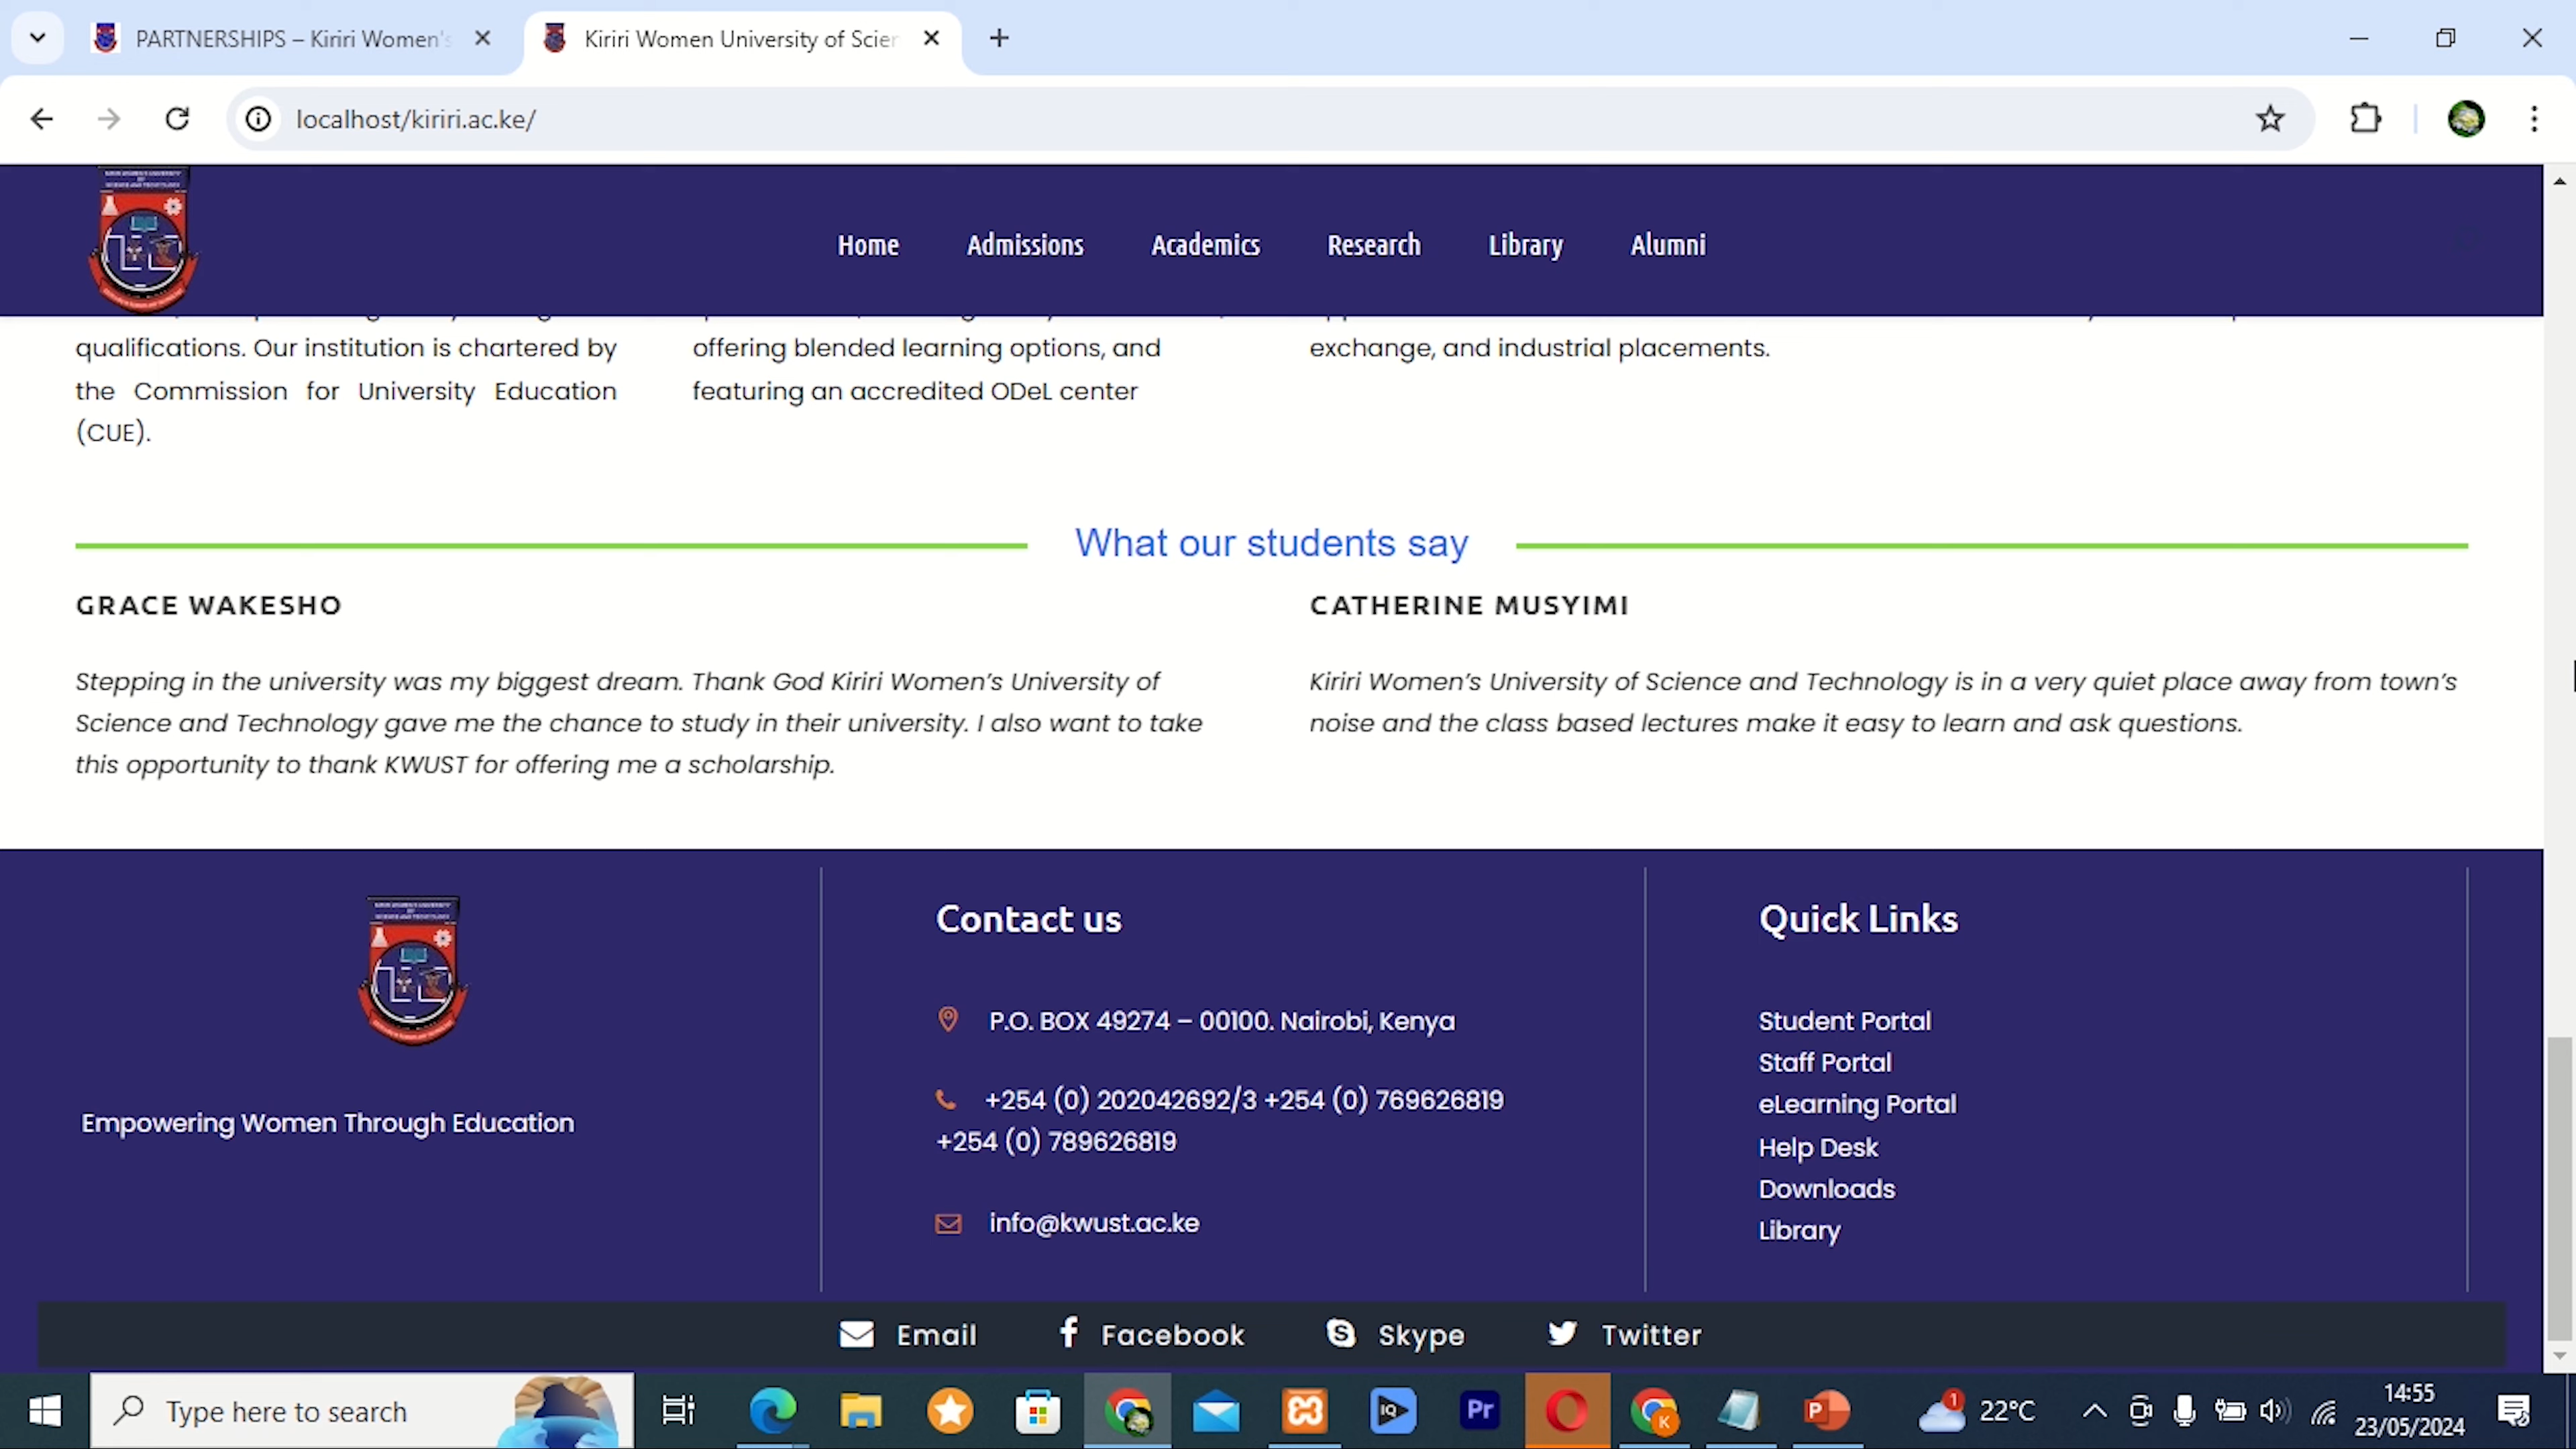 PARTNERSHIPS – Kiriri Women's
Kiriri Women University of Scien
localhost/kiriri.ac.ke/
Home Admissions Academics Research Library Alumni
qualifications. Our institution is chartered by
the Commission for University Education
(CUE).
offering blended learning options, and
featuring an accredited ODeL center
exchange, and industrial placements.
What our students say
GRACE WAKESHO
Stepping in the university was my biggest dream. Thank God Kiriri Women's University of
Science and Technology gave me the chance to study in their university. I also want to take
this opportunity to thank KWUST for offering me a scholarship.
CATHERINE MUSYIMI
Kiriri Women's University of Science and Technology is in a very quiet place away from town's
noise and the class based lectures make it easy to learn and ask questions.
Empowering Women Through Education
Contact us
P.O. BOX 49274 – 00100. Nairobi, Kenya
+254 (0) 202042692/3 +254 (0) 769626819
+254 (0) 789626819
info@kwust.ac.ke
Quick Links
Student Portal
Staff Portal
eLearning Portal
Help Desk
Downloads
Library
Email Facebook Skype Twitter
Type here to search
IQ
Pr
K
P
1
22°C
14:55
23/05/2024